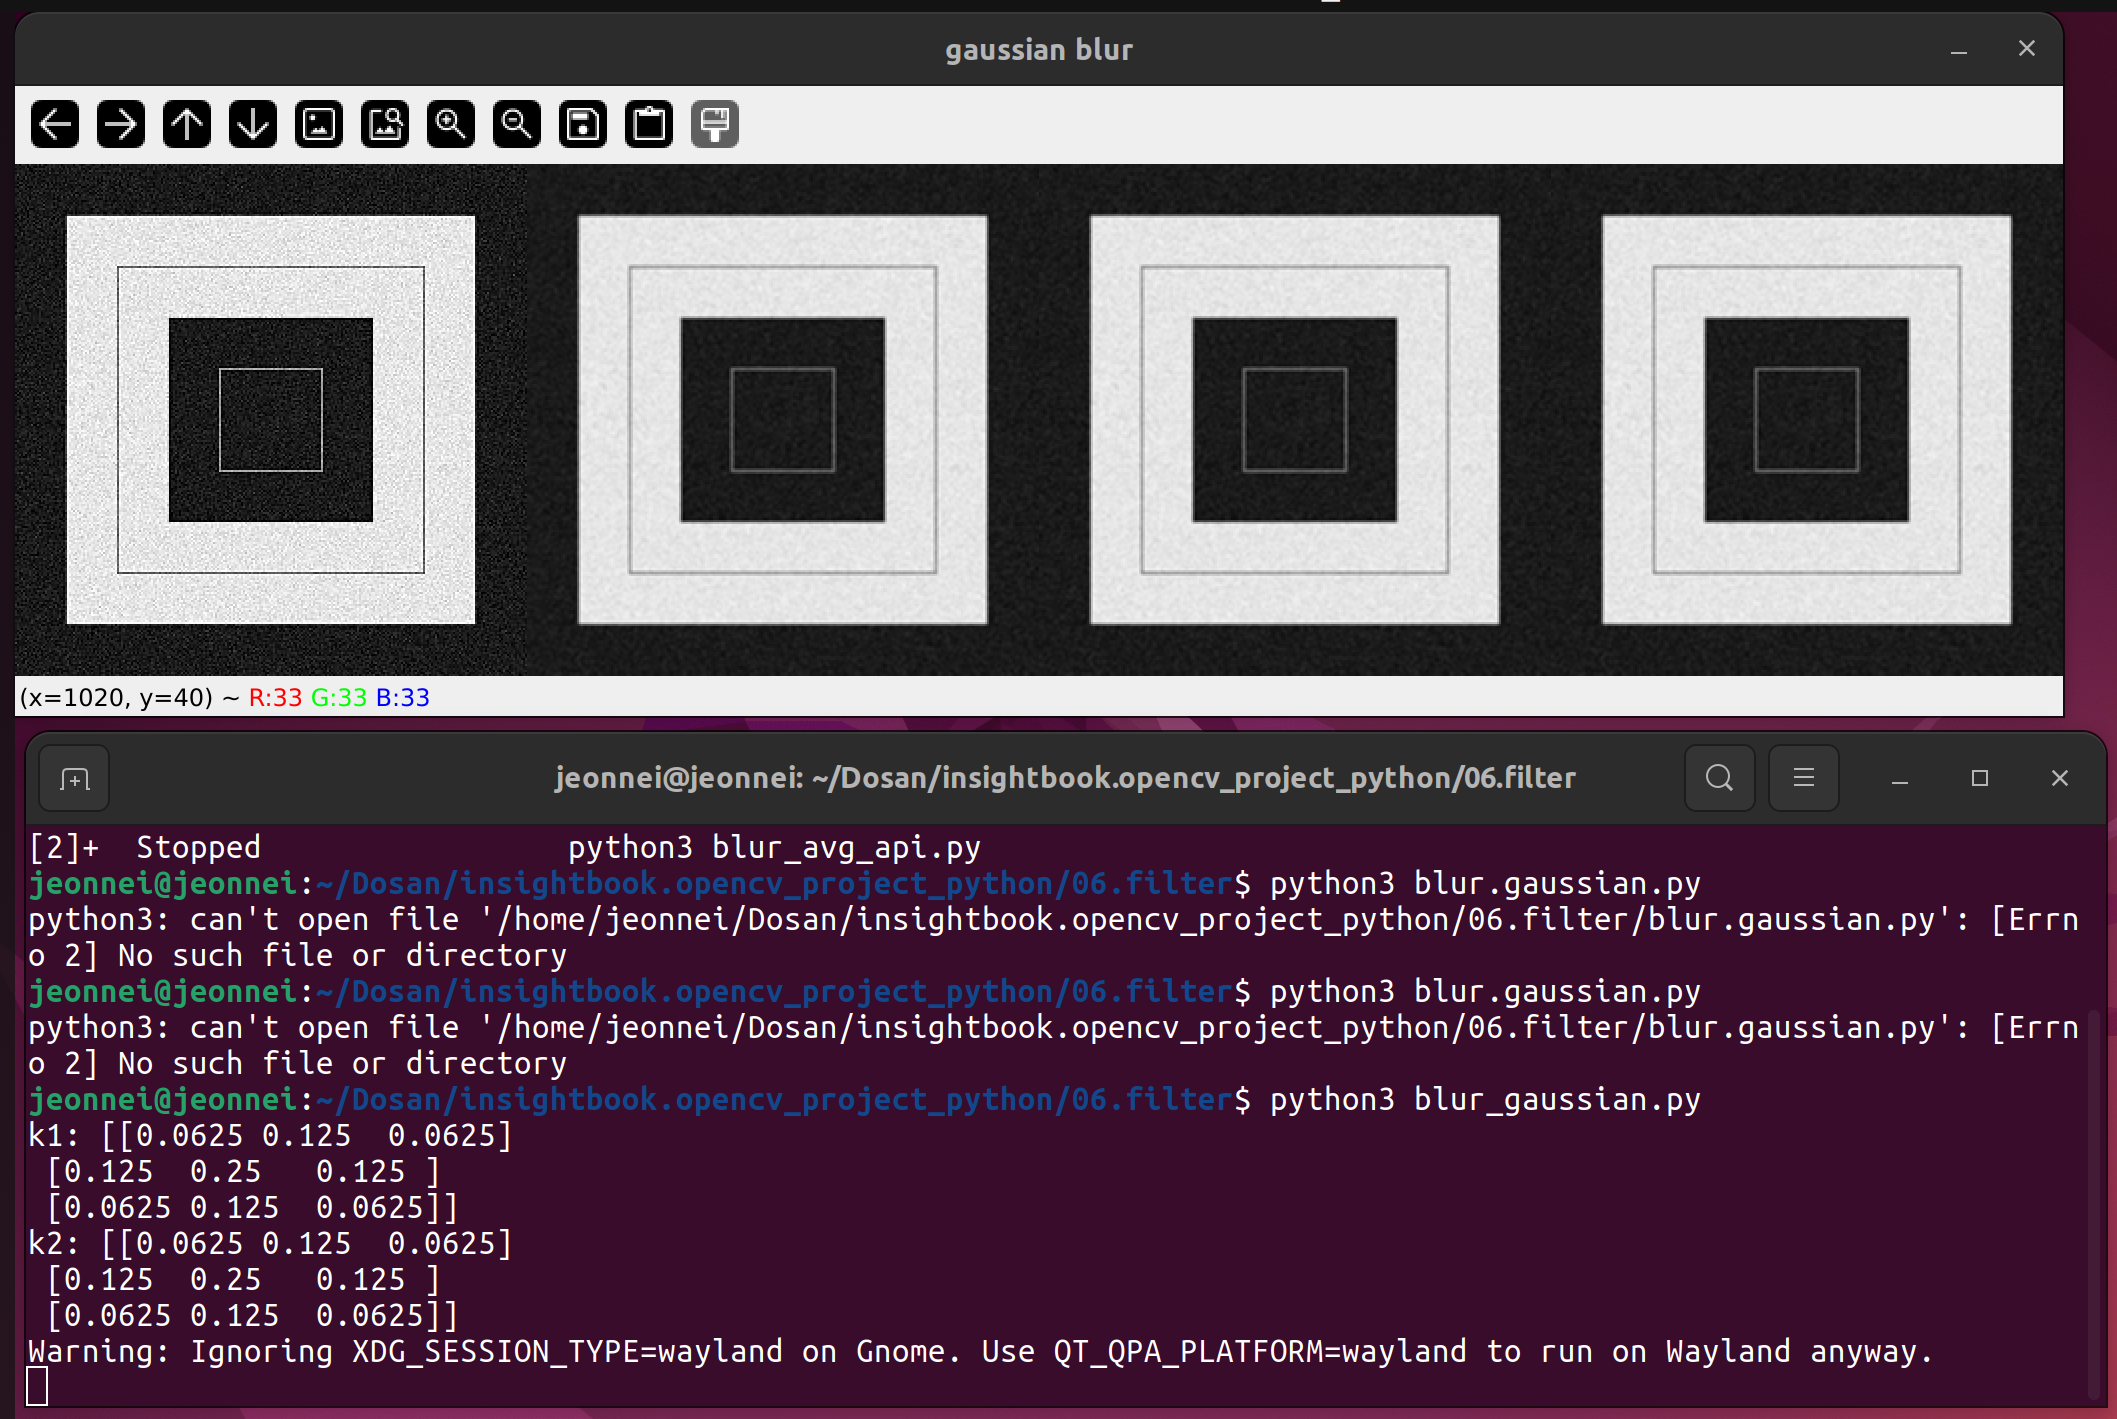 gaussian blur
(x=1020, y=40) ~ R:33 G:33 B:33
jeonnei@jeonnei: ~/Dosan/insightbook.opencv_project_python/06.filter
[2]+  Stopped                 python3 blur_avg_api.py
jeonnei@jeonnei:~/Dosan/insightbook.opencv_project_python/06.filter$ python3 blur.gaussian.py
python3: can't open file '/home/jeonnei/Dosan/insightbook.opencv_project_python/06.filter/blur.gaussian.py': [Errn
o 2] No such file or directory
jeonnei@jeonnei:~/Dosan/insightbook.opencv_project_python/06.filter$ python3 blur.gaussian.py
python3: can't open file '/home/jeonnei/Dosan/insightbook.opencv_project_python/06.filter/blur.gaussian.py': [Errn
o 2] No such file or directory
jeonnei@jeonnei:~/Dosan/insightbook.opencv_project_python/06.filter$ python3 blur_gaussian.py
k1: [[0.0625 0.125  0.0625]
 [0.125  0.25   0.125 ]
 [0.0625 0.125  0.0625]]
k2: [[0.0625 0.125  0.0625]
 [0.125  0.25   0.125 ]
 [0.0625 0.125  0.0625]]
Warning: Ignoring XDG_SESSION_TYPE=wayland on Gnome. Use QT_QPA_PLATFORM=wayland to run on Wayland anyway.